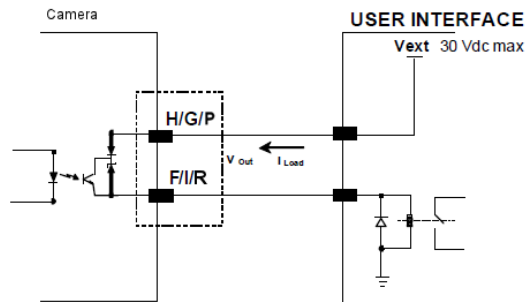 Camera
USER INTERFACE
Vext 30 Vdc max
H/G/P
V Out
I Load
F/I/R